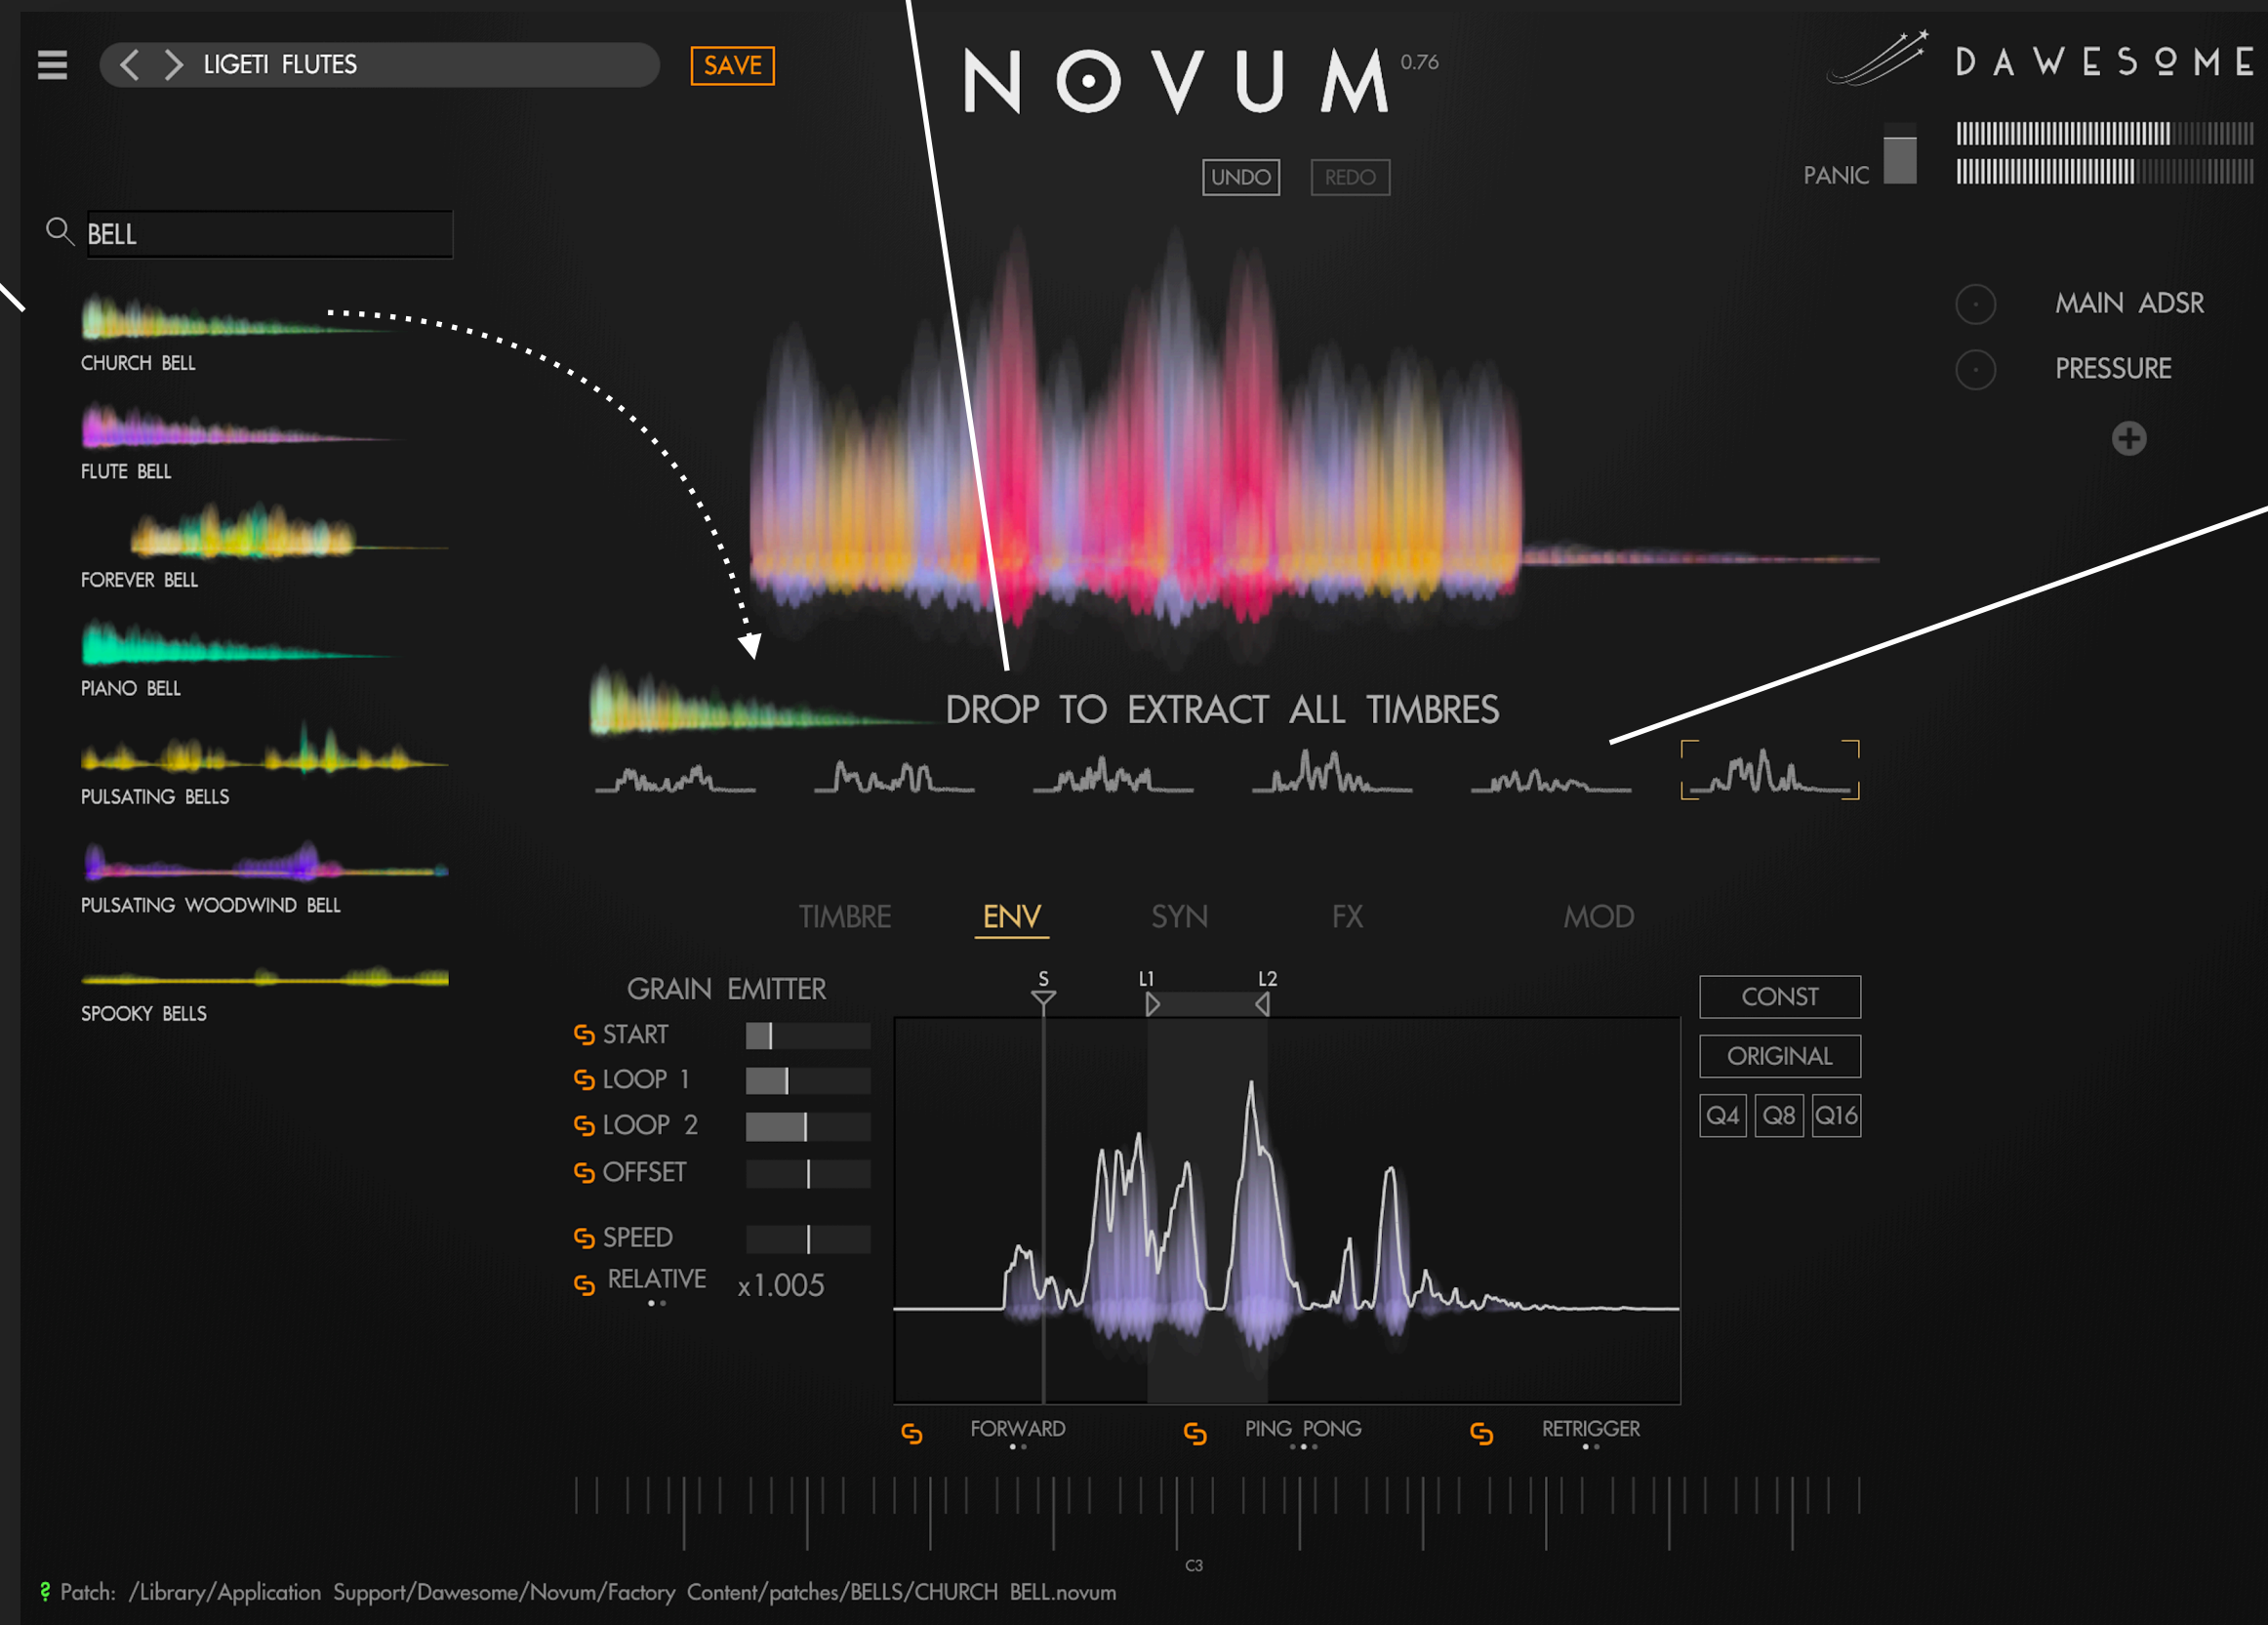 LIGETI FLUTES
SAVE
NOVUM 0.76
DAWESOME
UNDO
REDO
PANIC
BELL
CHURCH BELL
FLUTE BELL
FOREVER BELL
PIANO BELL
PULSATING BELLS
PULSATING WOODWIND BELL
SPOOKY BELLS
MAIN ADSR
PRESSURE
DROP TO EXTRACT ALL TIMBRES
TIMBRE ENV SYN FX MOD
GRAIN EMITTER
START
LOOP 1
LOOP 2
OFFSET
SPEED
RELATIVE x1.005
S L1 L2
CONST
ORIGINAL
Q4 Q8 Q16
FORWARD PING PONG RETRIGGER
C3
? Patch: /Library/Application Support/Dawesome/Novum/Factory Content/patches/BELLS/CHURCH BELL.novum